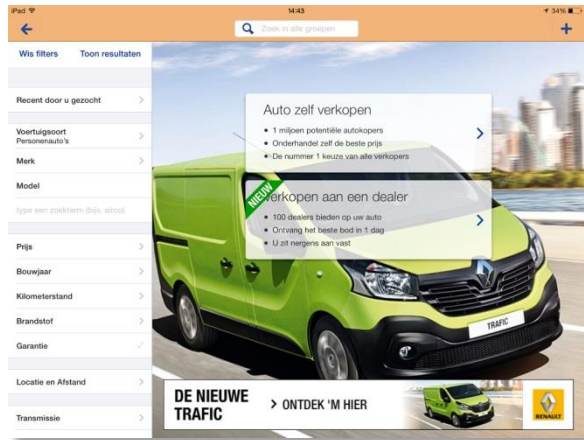 iPad
14:43
34%
Zoek in alle groepen
Wis filters
Toon resultaten
Recent door u gezocht
Voertuigsoort
Personenauto's
Merk
Model
type een zoekterm (bijv. airco)
Prijs
Bouwjaar
Kilometerstand
Brandstof
Garantie
Locatie en Afstand
Transmissie
Auto zelf verkopen
• 1 miljoen potentiële autokopers
• Onderhandel zelf de beste prijs
• De nummer 1 keuze van alle verkopers
NIEUW
Verkopen aan een dealer
• 100 dealers bieden op uw auto
• Ontvang het beste bod in 1 dag
• U zit nergens aan vast
TRAFIC
DE NIEUWE
TRAFIC
> ONTDEK 'M HIER
RENAULT